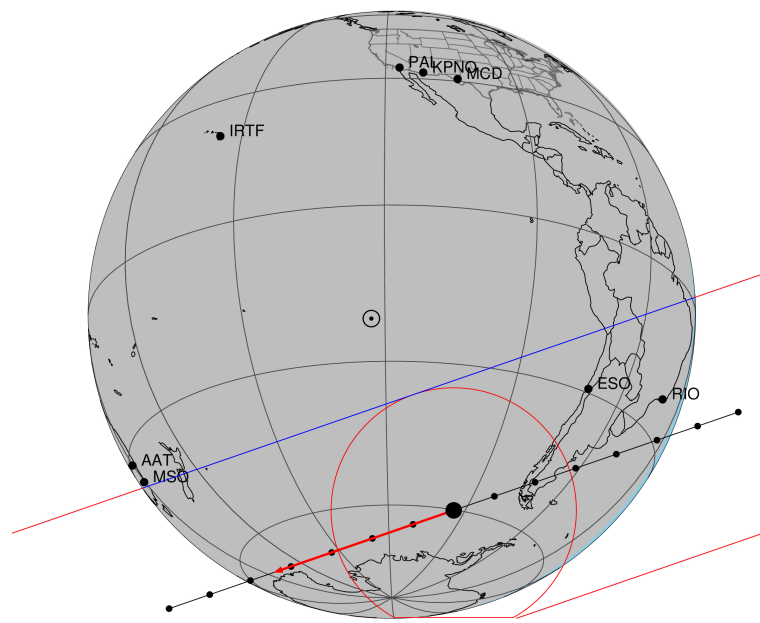 PAL
KPNO
MCD
IRTF
ESO
RIO
AAT
MSO